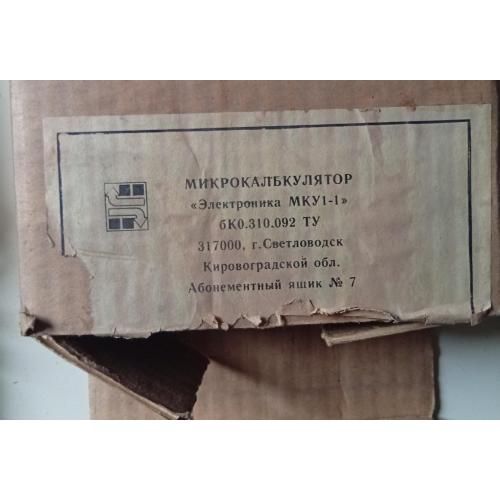 МИКРОКАЛЬКУЛЯТОР
«Электроника МКУ1-1»
бК0.310.092 ТУ
317000, г.Светловодск
Кировоградской обл.
Абонементный ящик № 7